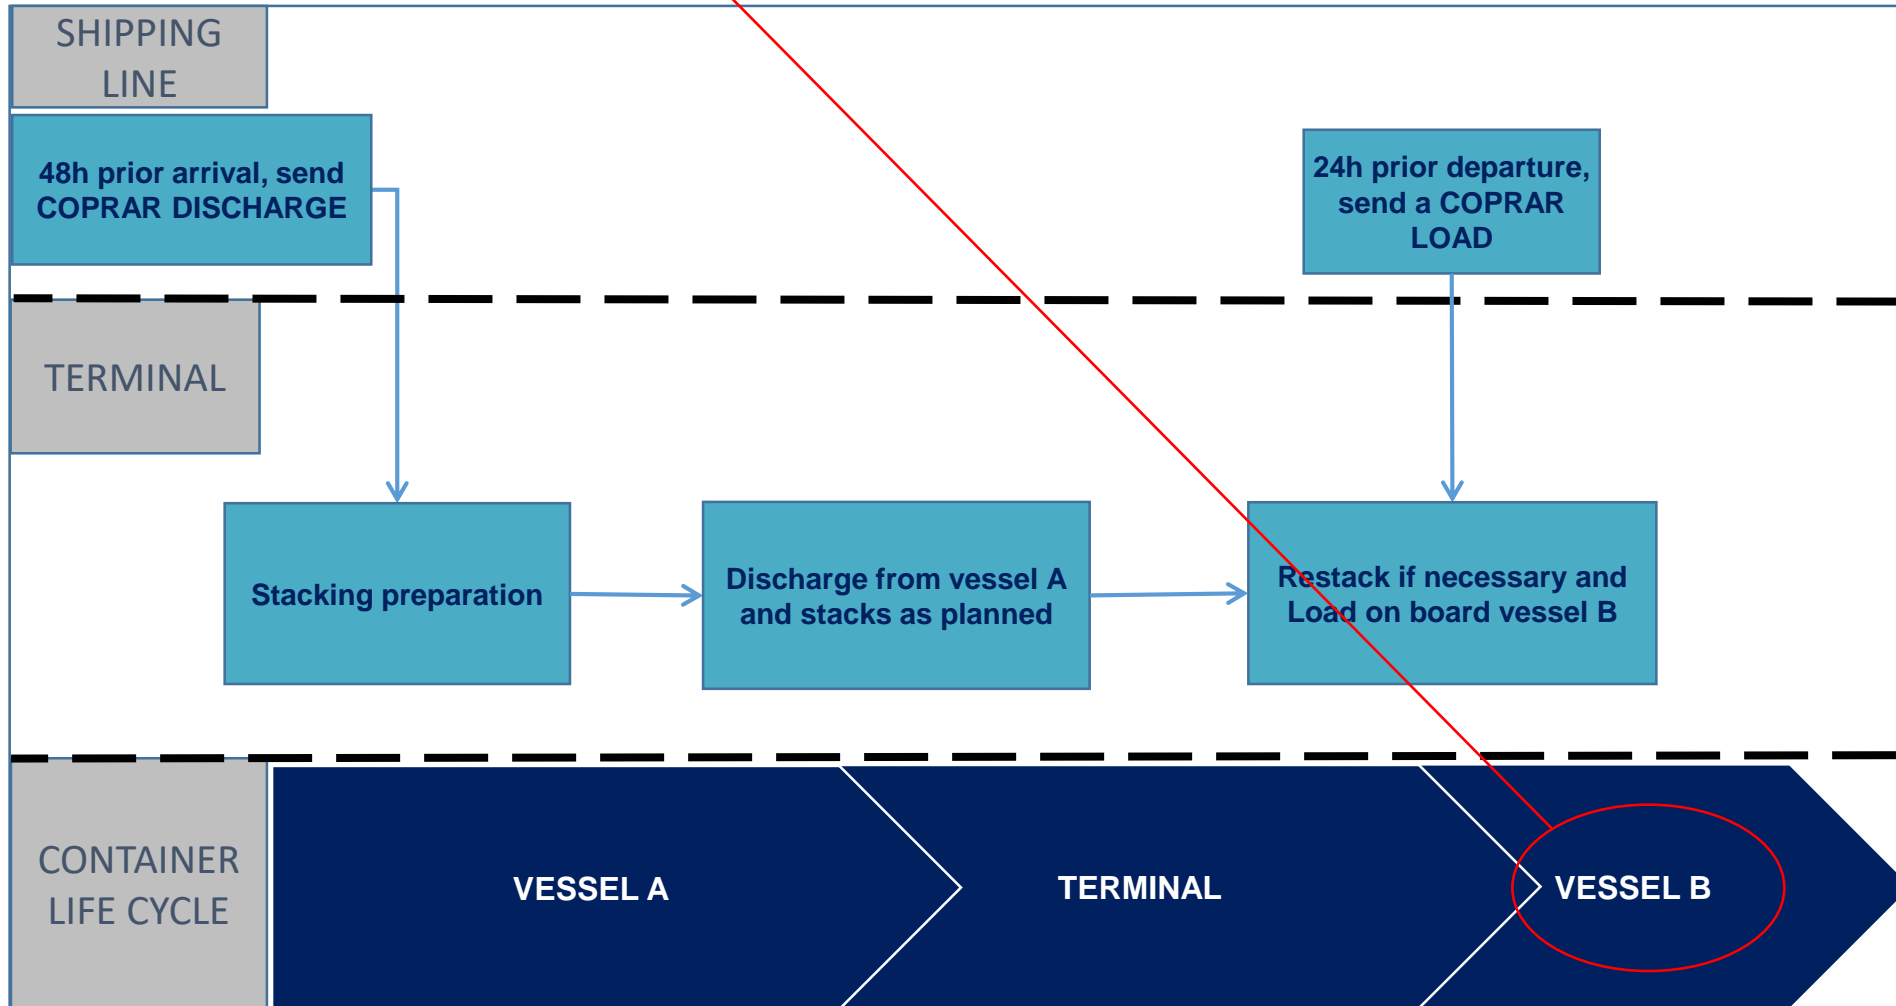 SHIPPING
LINE
48h prior arrival, send
COPRAR DISCHARGE
24h prior departure,
send a COPRAR
LOAD
TERMINAL
Stacking preparation
Discharge from vessel A
and stacks as planned
Restack if necessary and
Load on board vessel B
CONTAINER
LIFE CYCLE
VESSEL A
TERMINAL
VESSEL B